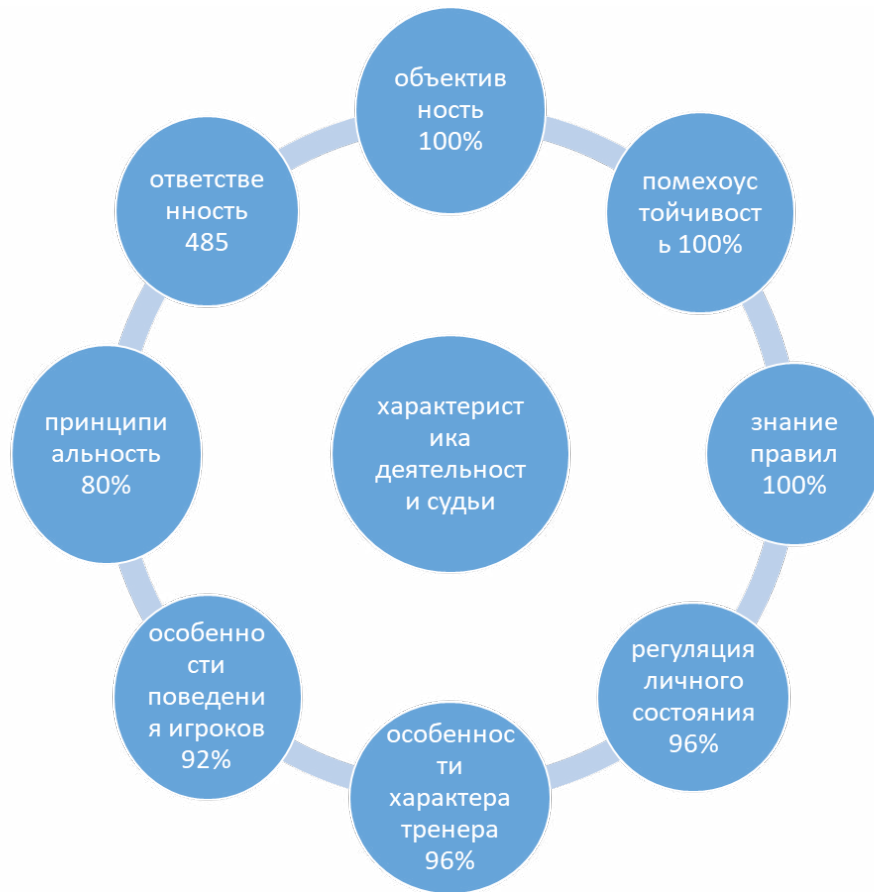 объектив
ность
100%
помехоус
тойчивост
ь 100%
знание
правил
100%
регуляция
личного
состояния
96%
особеннос
ти
характера
тренера
96%
особенно
сти
поведени
я игроков
92%
принципи
альность
80%
ответстве
нность
485
характерист
ика
деятельност
и судьи